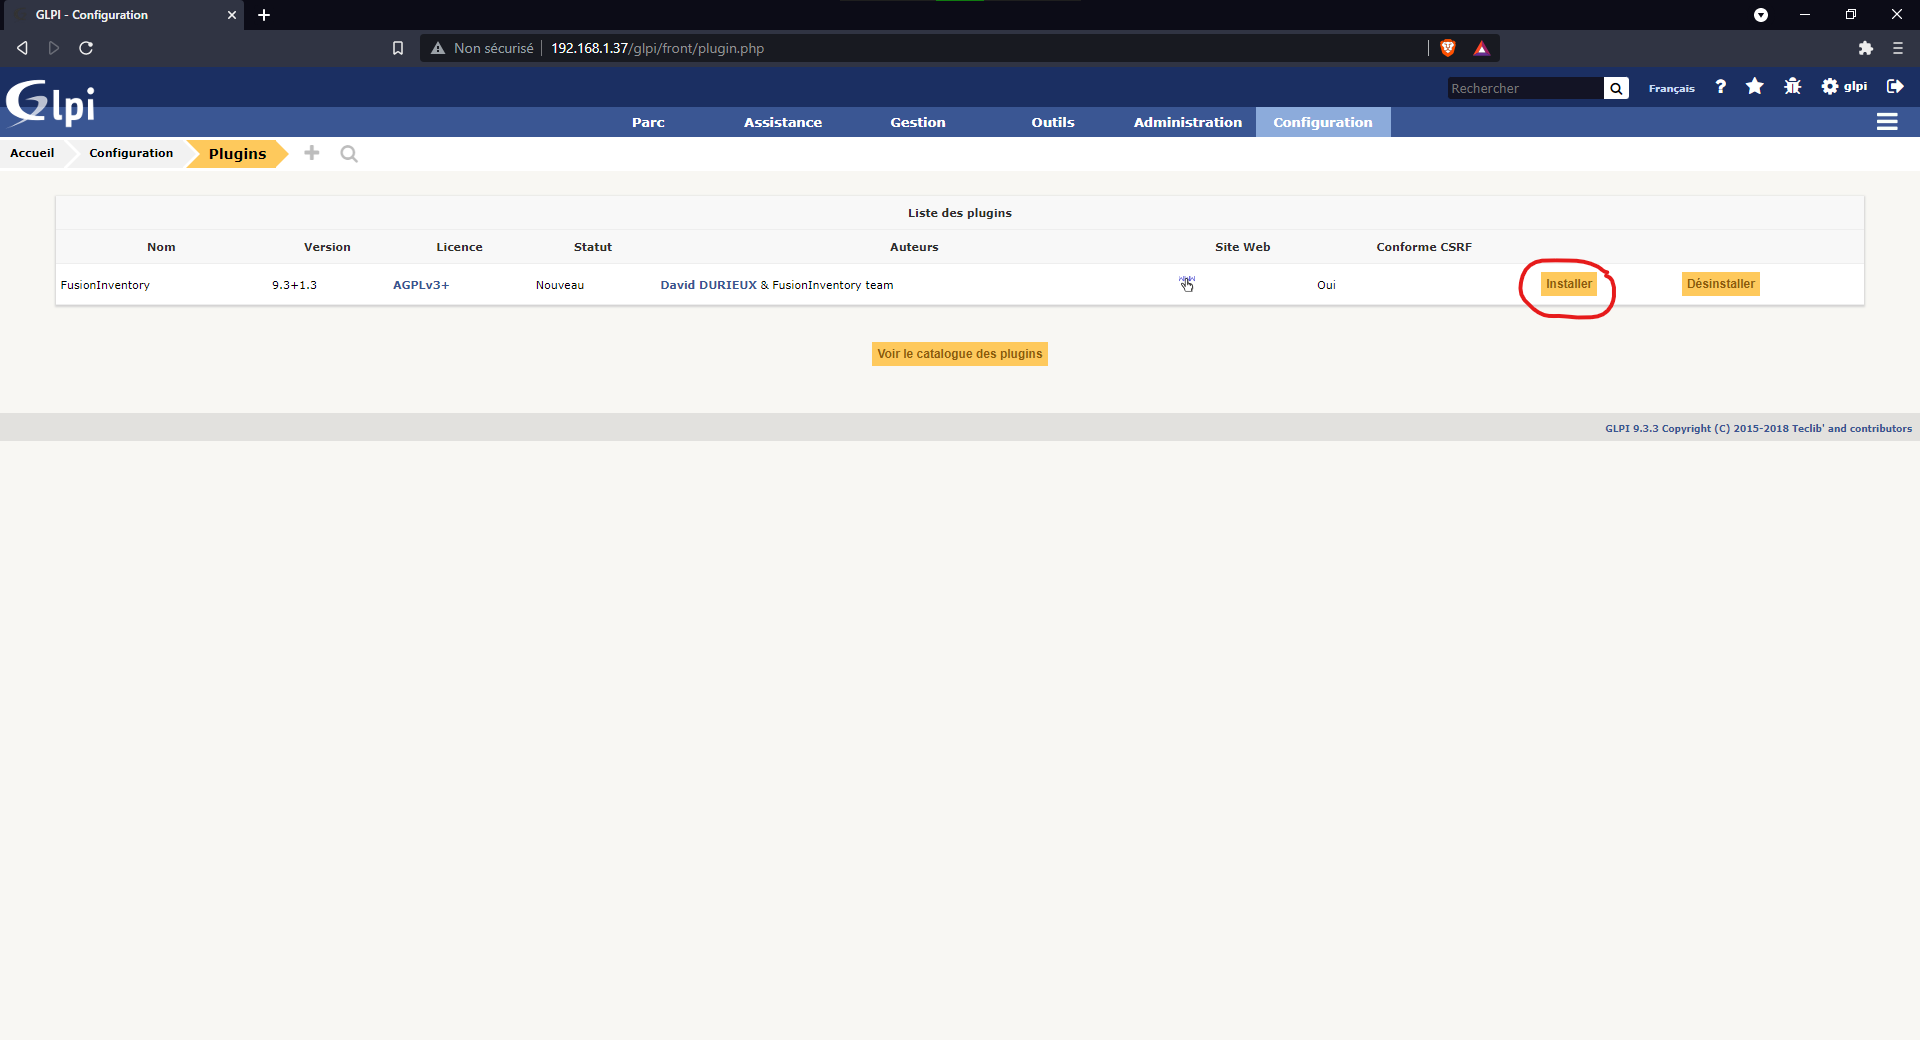 GLPI - Configuration
Non sécurisé 192.168.1.37/glpi/front/plugin.php
Glpi
Rechercher Français ? glpi
Parc Assistance Gestion Outils Administration Configuration
Accueil Configuration Plugins
Liste des plugins
Nom Version Licence Statut Auteurs Site Web Conforme CSRF
FusionInventory 9.3+1.3 AGPLv3+ Nouveau David DURIEUX & FusionInventory team Oui Installer Désinstaller
Voir le catalogue des plugins
GLPI 9.3.3 Copyright (C) 2015-2018 Teclib' and contributors